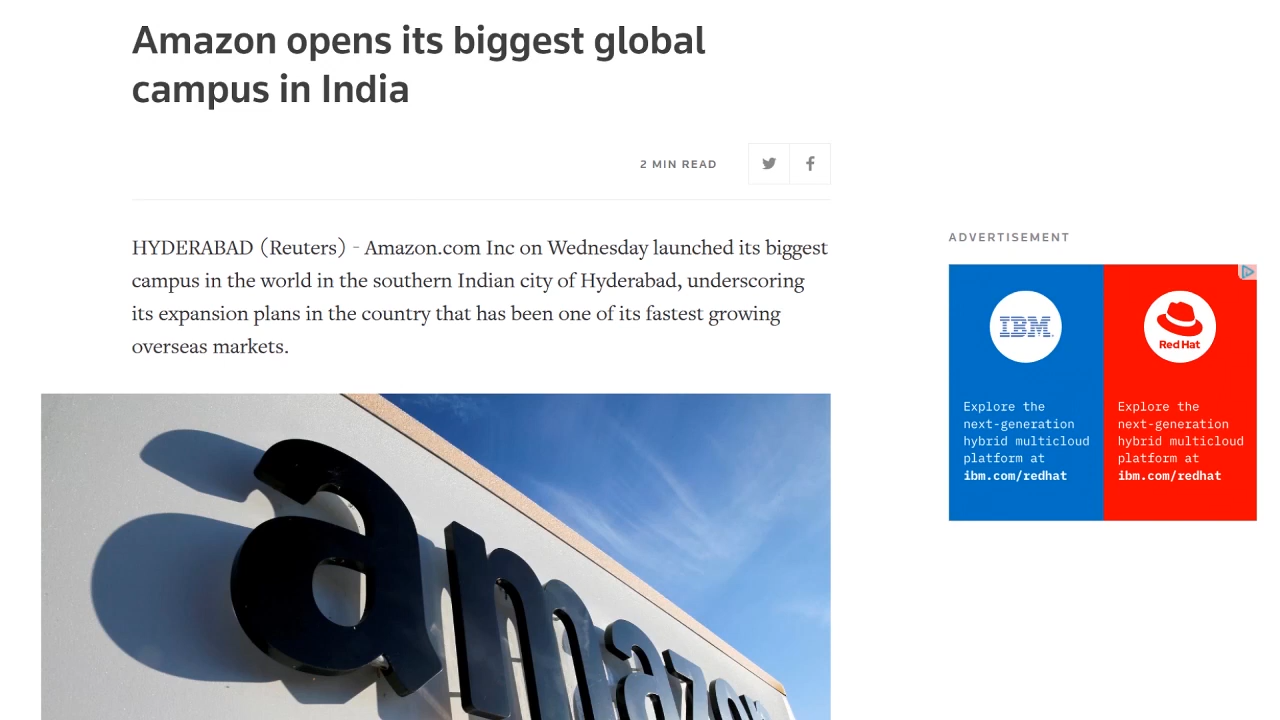 Amazon opens its biggest global
campus in India
2 MIN READ
HYDERABAD (Reuters) - Amazon.com Inc on Wednesday launched its biggest
campus in the world in the southern Indian city of Hyderabad, underscoring
its expansion plans in the country that has been one of its fastest growing
overseas markets.
amazon
ADVERTISEMENT
IBM.
Explore the
next-generation
hybrid multicloud
platform at
ibm.com/redhat
Red Hat
Explore the
next-generation
hybrid multicloud
platform at
ibm.com/redhat